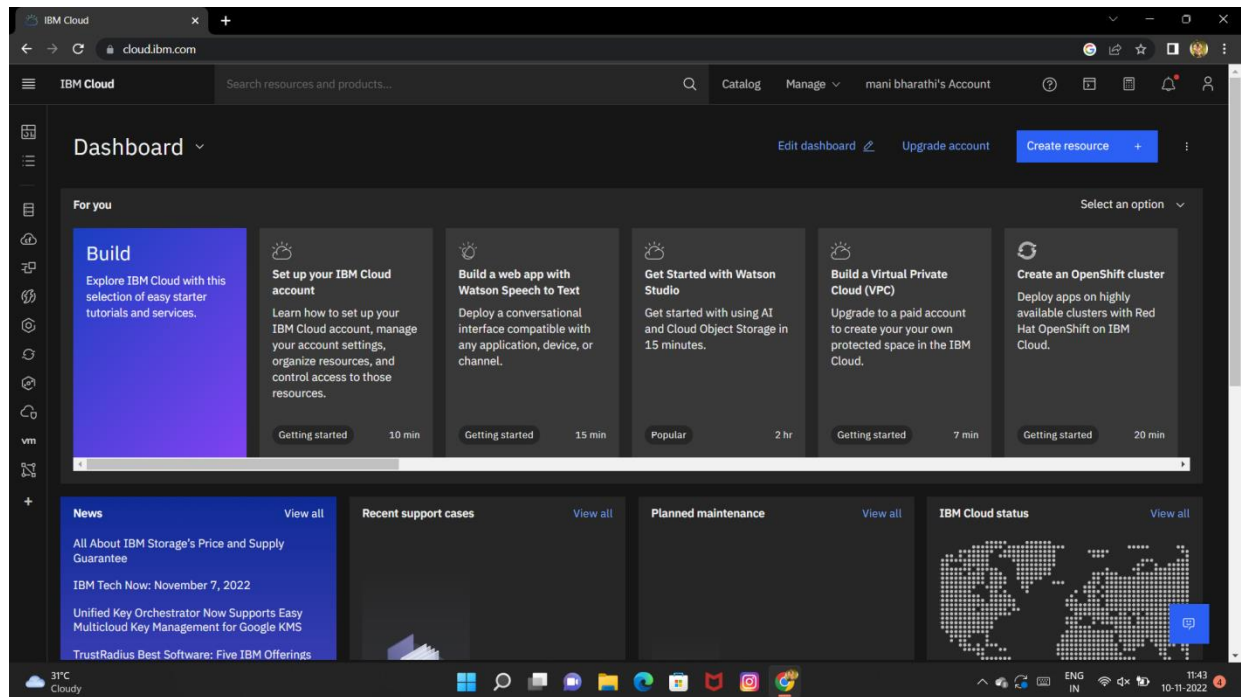 IBM Cloud
cloud.ibm.com
IBM Cloud
Search resources and products...
Catalog
Manage
mani bharathi's Account
Dashboard
Edit dashboard
Upgrade account
Create resource +
For you
Select an option
Build
Explore IBM Cloud with this
selection of easy starter
tutorials and services.
Set up your IBM Cloud
account
Learn how to set up your
IBM Cloud account, manage
your account settings,
organize resources, and
control access to those
resources.
Getting started
10 min
Build a web app with
Watson Speech to Text
Deploy a conversational
interface compatible with
any application, device, or
channel.
Getting started
15 min
Get Started with Watson
Studio
Get started with using AI
and Cloud Object Storage in
15 minutes.
Popular
2 hr
Build a Virtual Private
Cloud (VPC)
Upgrade to a paid account
to create your your own
protected space in the IBM
Cloud.
Getting started
7 min
Create an OpenShift cluster
Deploy apps on highly
available clusters with Red
Hat OpenShift on IBM
Cloud.
Getting started
20 min
vm
News
View all
All About IBM Storage's Price and Supply
Guarantee
IBM Tech Now: November 7, 2022
Unified Key Orchestrator Now Supports Easy
Multicloud Key Management for Google KMS
TrustRadius Best Software: Five IBM Offerings
Recent support cases
View all
Planned maintenance
View all
IBM Cloud status
View all
31°C
Cloudy
ENG
IN
11:43
10-11-2022
4